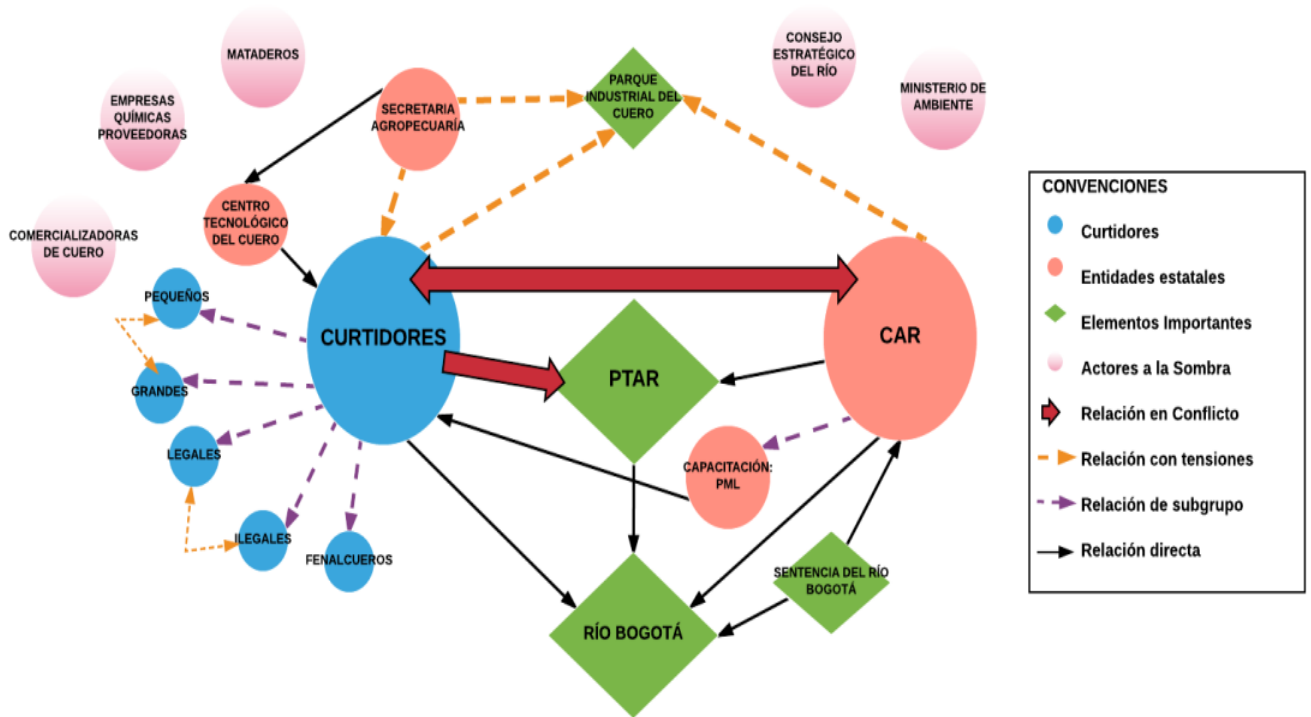 MATADEROS
CONSEJO
ESTRATÉGICO
DEL RÍO
PARQUE
INDUSTRIAL DEL
CUERO
MINISTERIO DE
AMBIENTE
EMPRESAS
QUÍMICAS
PROVEEDORAS
SECRETARIA
AGROPECUARÍA
CENTRO
TECNOLÓGICO
DEL CUERO
COMERCIALIZADORAS
DE CUERO
PEQUEÑOS
GRANDES
LEGALES
ILEGALES
FENALCUEROS
CURTIDORES
PTAR
CAR
CAPACITACIÓN:
PML
SENTENCIA DEL RÍO
BOGOTÁ
RÍO BOGOTÁ
CONVENCIONES
Curtidores
Entidades estatales
Elementos Importantes
Actores a la Sombra
Relación en Conflicto
Relación con tensiones
Relación de subgrupo
Relación directa